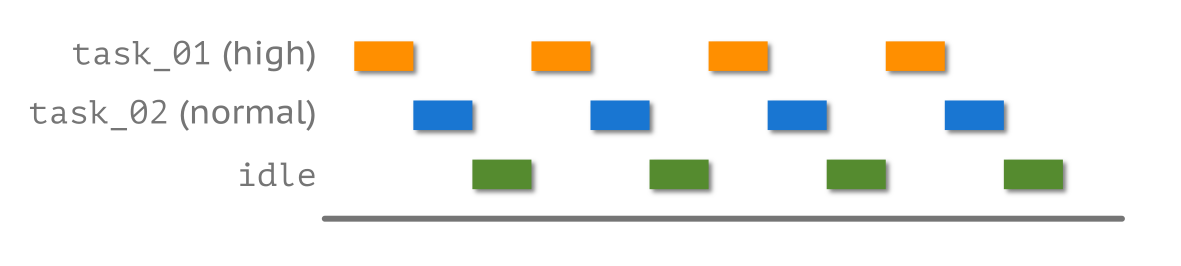 task_01 (high)
task_02 (normal)
idle